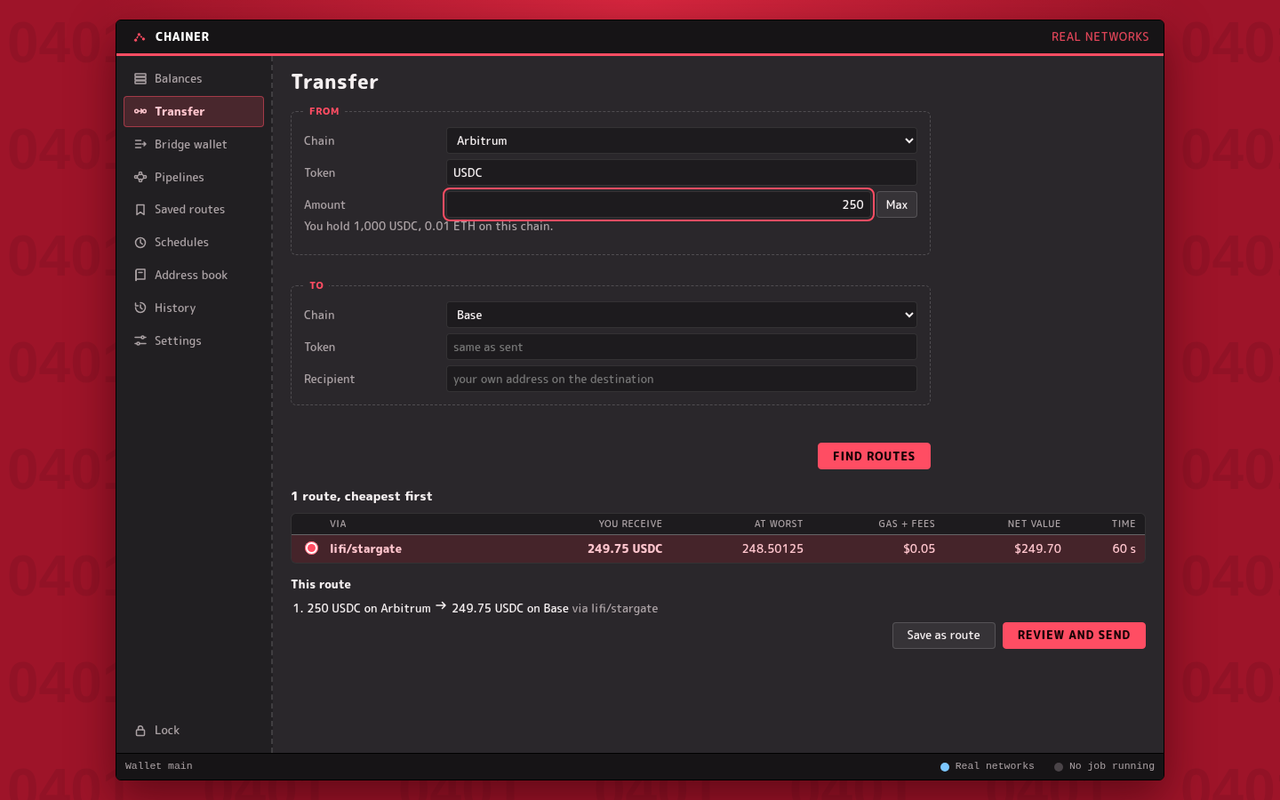 CHAINER
REAL NETWORKS
Balances
Transfer
Bridge wallet
Pipelines
Saved routes
Schedules
Address book
History
Settings
Lock
Transfer
FROM
Chain Arbitrum
Token USDC
Amount 250 Max
You hold 1,000 USDC, 0.01 ETH on this chain.
TO
Chain Base
Token same as sent
Recipient your own address on the destination
FIND ROUTES
1 route, cheapest first
VIA YOU RECEIVE AT WORST GAS + FEES NET VALUE TIME
lifi/stargate 249.75 USDC 248.50125 $0.05 $249.70 60 s
This route
1. 250 USDC on Arbitrum → 249.75 USDC on Base via lifi/stargate
Save as route REVIEW AND SEND
Wallet main Real networks No job running